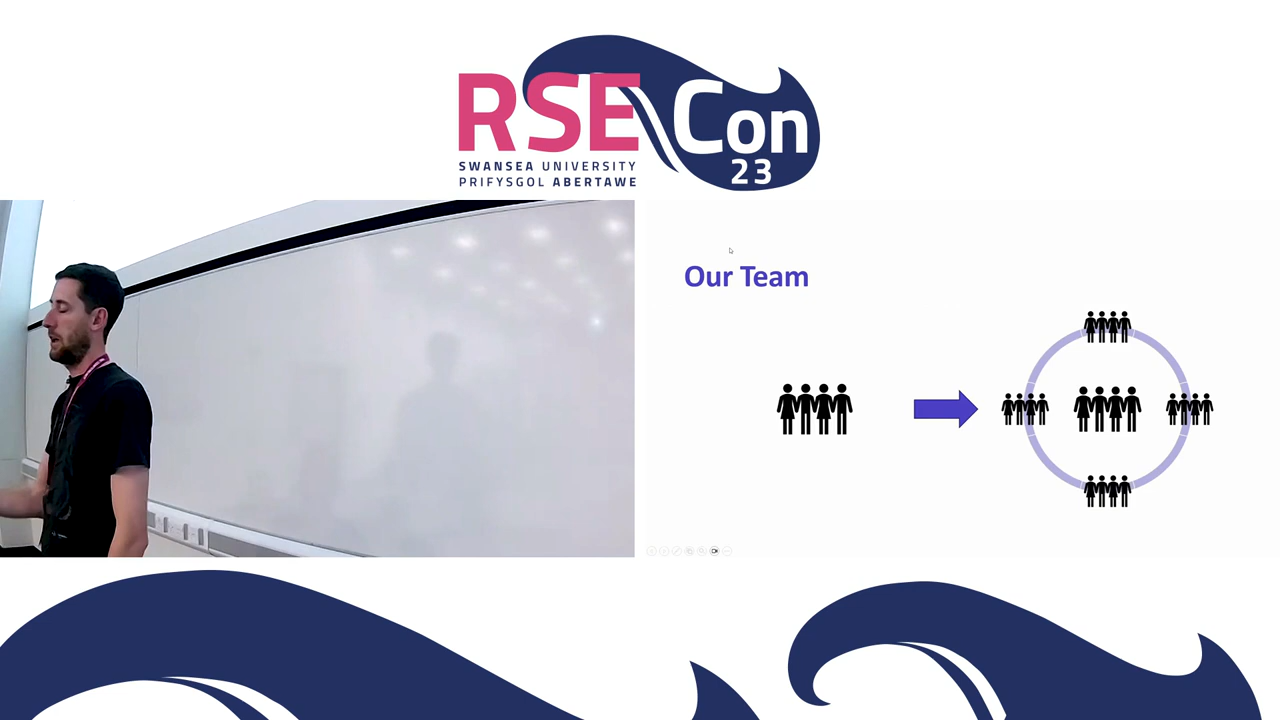 RSE Con
23
SWANSEA UNIVERSITY
PRIFYSGOL ABERTAWE
Our Team